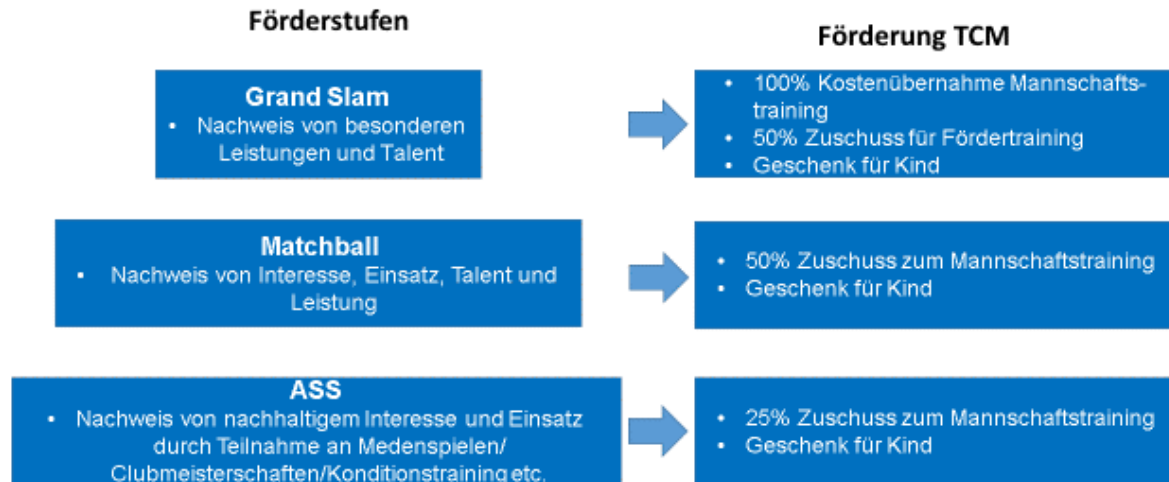 Förderstufen
Förderung TCM
Grand Slam
• Nachweis von besonderen
Leistungen und Talent
• 100% Kostenübernahme Mannschafts-
training
• 50% Zuschuss für Fördertraining
• Geschenk für Kind
Matchball
• Nachweis von Interesse, Einsatz, Talent und
Leistung
• 50% Zuschuss zum Mannschaftstraining
• Geschenk für Kind
ASS
• Nachweis von nachhaltigem Interesse und Einsatz
durch Teilnahme an Medenspielen/
Clubmeisterschaften/Konditionstraining etc.
• 25% Zuschuss zum Mannschaftstraining
• Geschenk für Kind